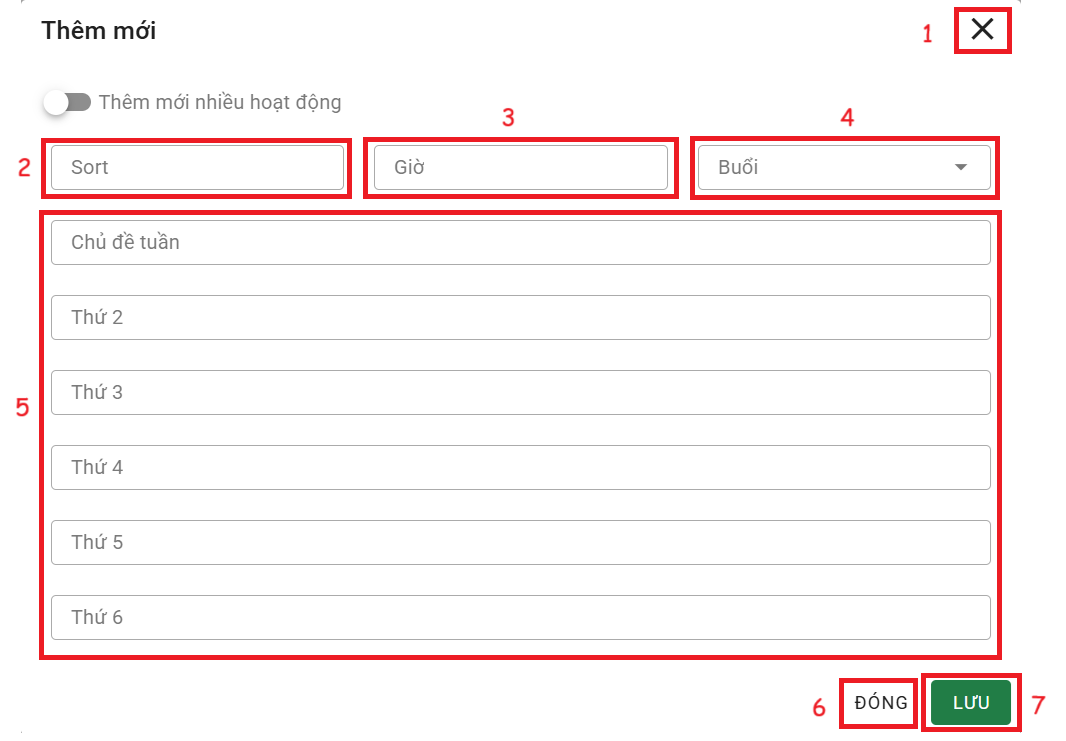 Thêm mới
1
Thêm mới nhiều hoạt động
3
4
2
Sort
Giờ
Buổi
Chủ đề tuần
Thứ 2
Thứ 3
5
Thứ 4
Thứ 5
Thứ 6
6
ĐÓNG
LƯU
7